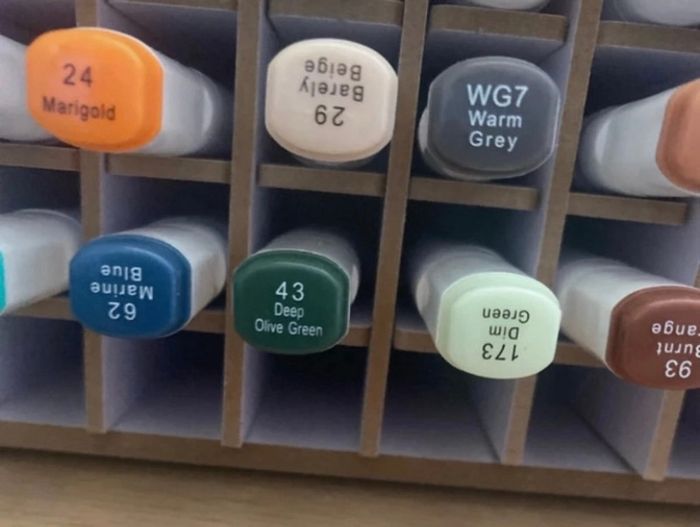 24
Marigold
29
Barely
Beige
WG7
Warm
Grey
62
Marine
Blue
43
Deep
Olive Green
173
Dim
Green
93
Burnt
range